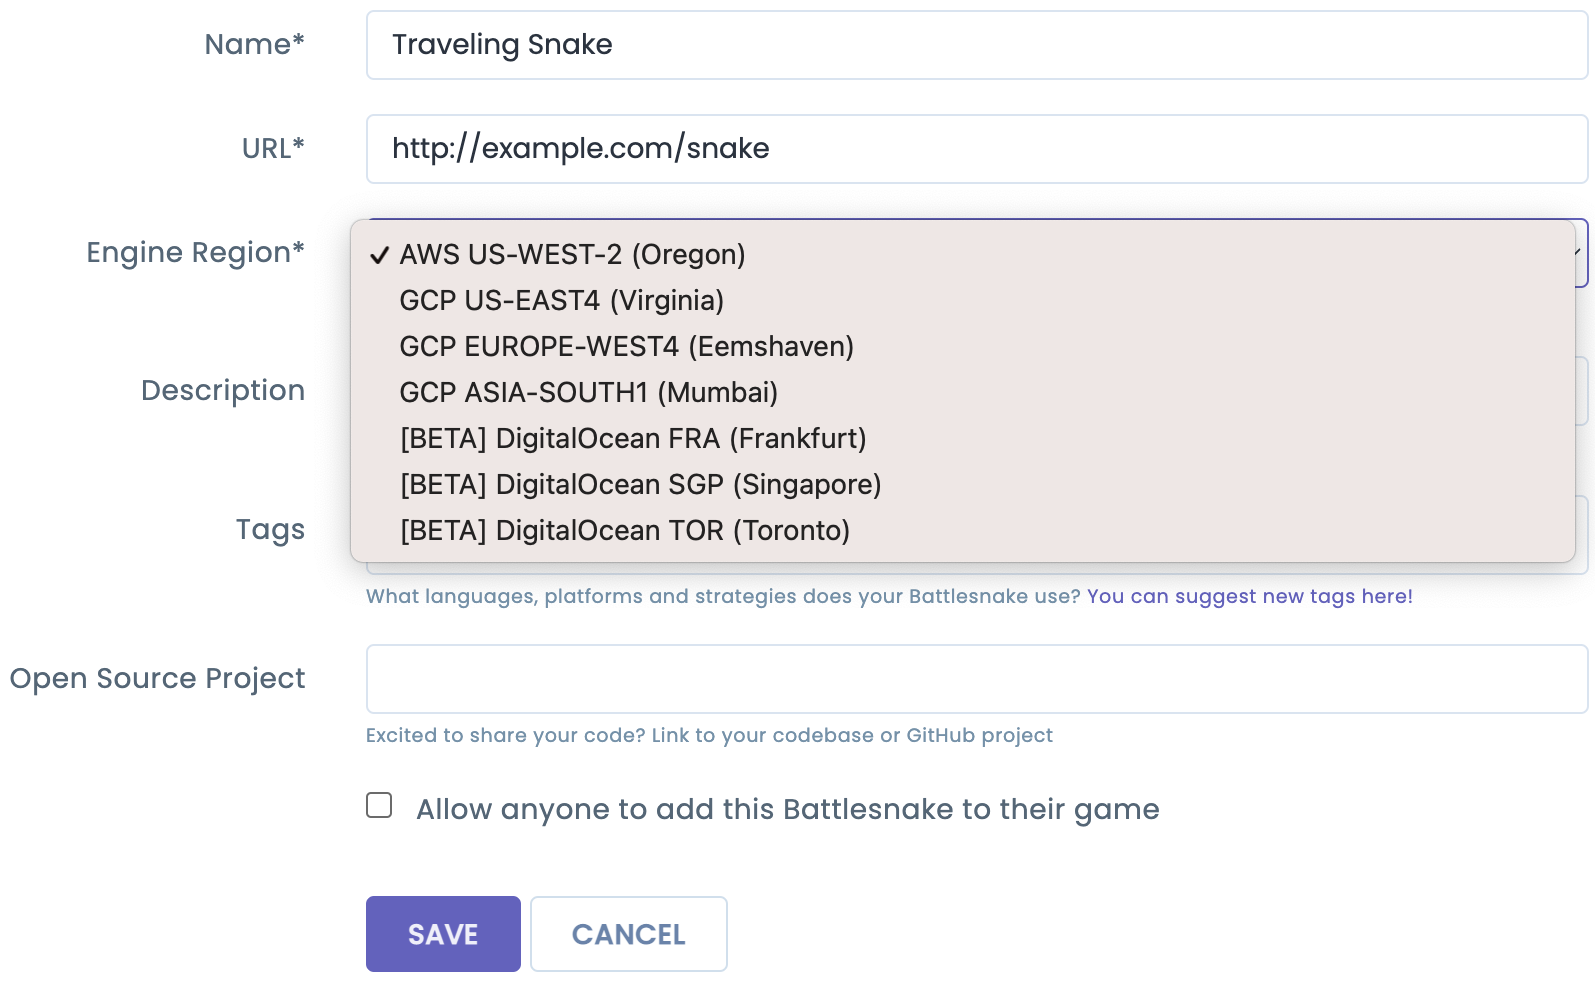 Name*
Traveling Snake
URL*
http://example.com/snake
Engine Region*
✓ AWS US-WEST-2 (Oregon)
GCP US-EAST4 (Virginia)
GCP EUROPE-WEST4 (Eemshaven)
GCP ASIA-SOUTH1 (Mumbai)
[BETA] DigitalOcean FRA (Frankfurt)
[BETA] DigitalOcean SGP (Singapore)
[BETA] DigitalOcean TOR (Toronto)
Description
Tags
What languages, platforms and strategies does your Battlesnake use? You can suggest new tags here!
Open Source Project
Excited to share your code? Link to your codebase or GitHub project
Allow anyone to add this Battlesnake to their game
SAVE
CANCEL